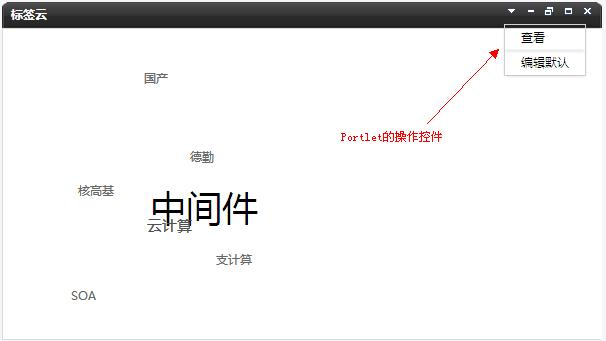 标签云
查看
编辑默认
国产
Portlet的操作控件
德勤
核高基
中间件
云计算
支计算
SOA